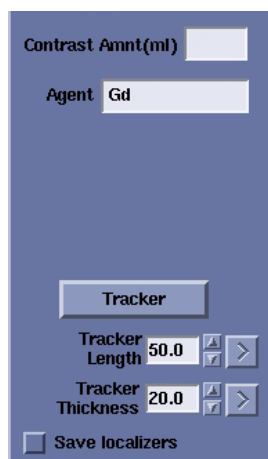 Contrast Amnt(ml)
Agent Gd
Tracker
Tracker
Length 50.0 >
Tracker
Thickness 20.0 >
Save localizers